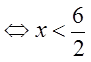 ⇔ x < 6/2